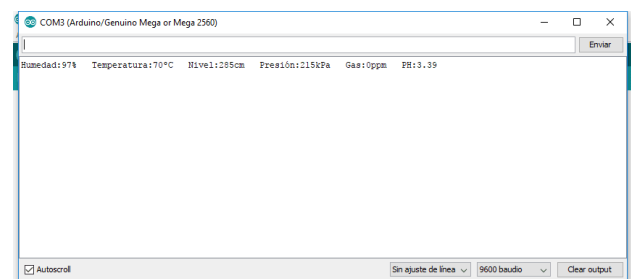 COM3 (Arduino/Genuino Mega or Mega 2560)
Enviar
Humedad:97% Temperatura:70°C Nivel:285cm Presión:215kPa Gas:0ppm PH:3.39
Autoscroll Sin ajuste de línea 9600 baudio Clear output